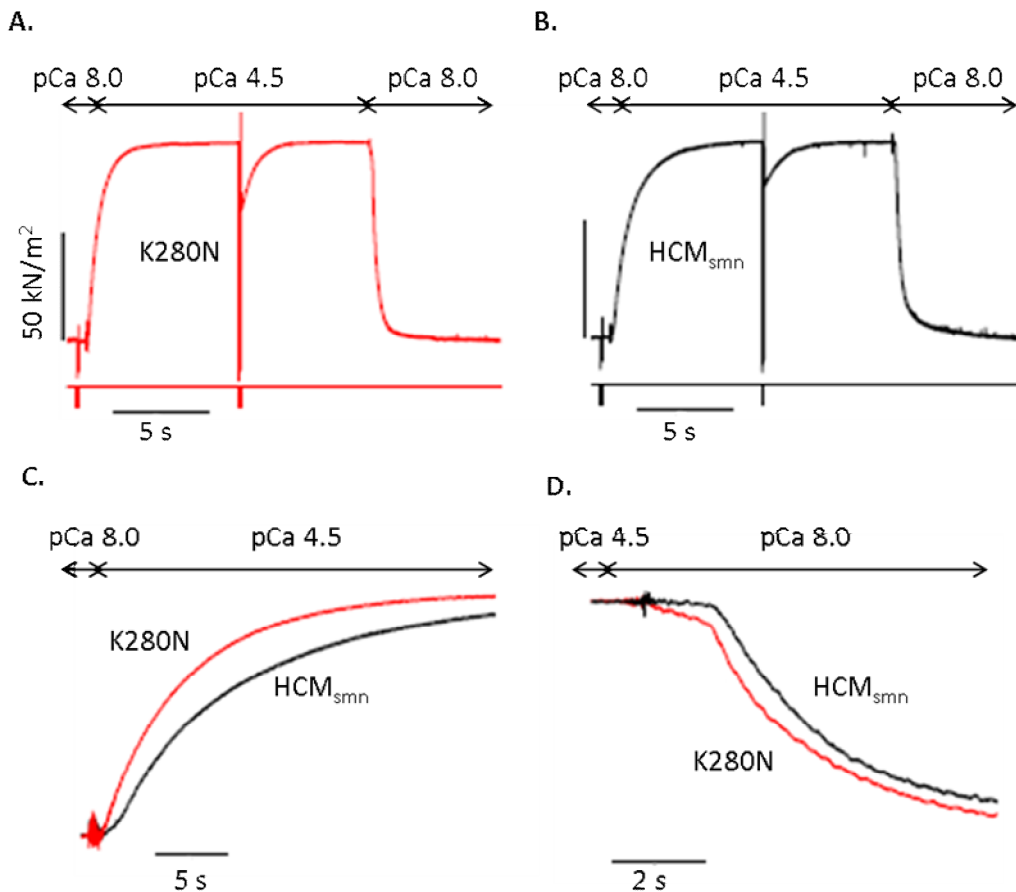 A.
pCa 8.0 pCa 4.5 pCa 8.0
50 kN/m²
K280N
5 s
B.
pCa 8.0 pCa 4.5 pCa 8.0
HCMsmn
5 s
C.
pCa 8.0 pCa 4.5
K280N
HCMsmn
5 s
D.
pCa 4.5 pCa 8.0
HCMsmn
K280N
2 s